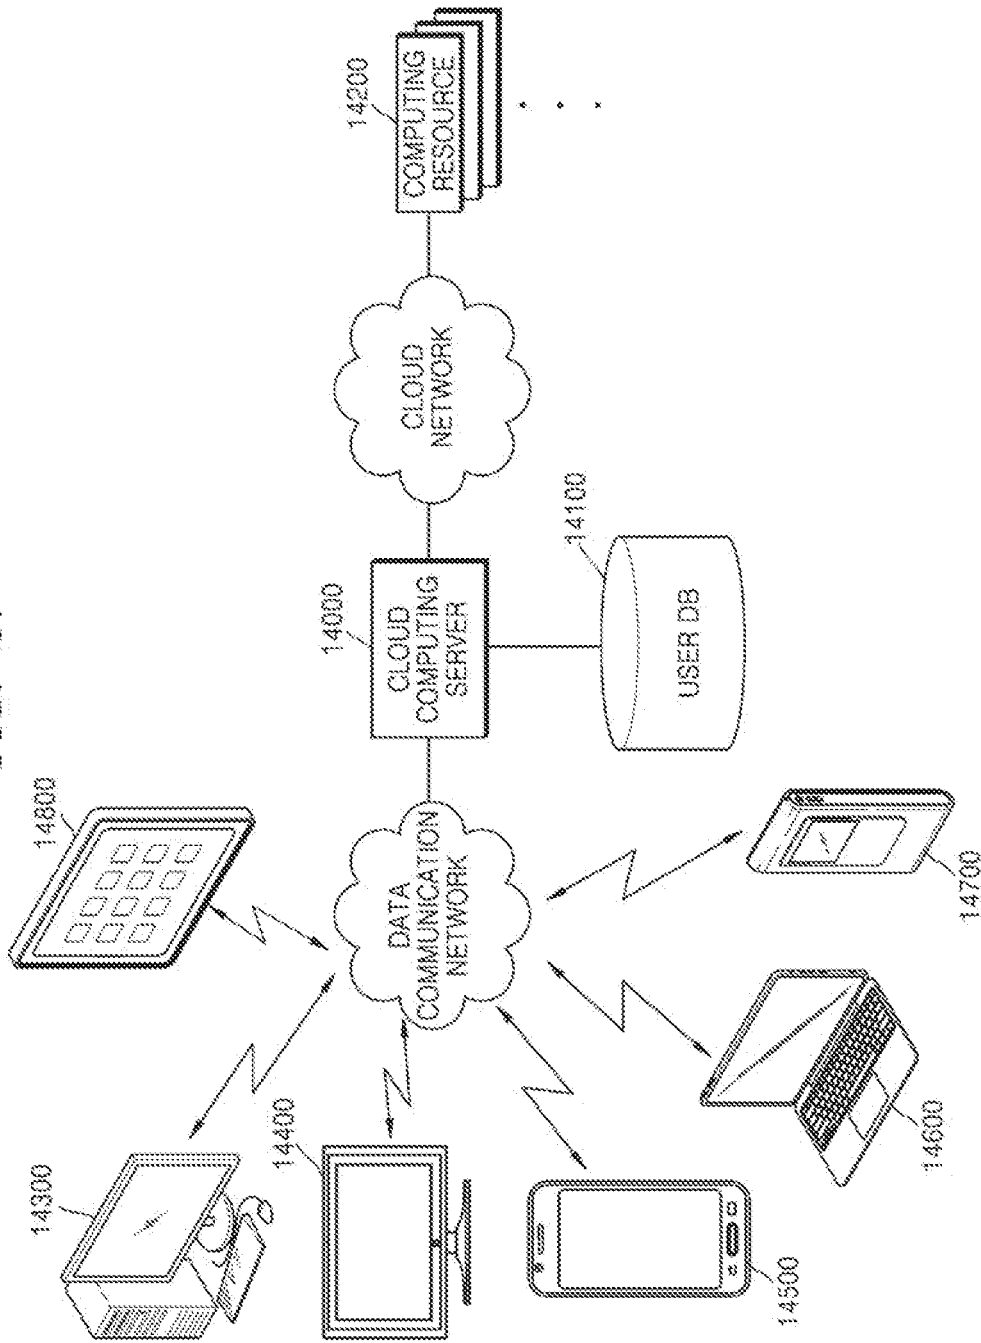 14800
14300
DATA
COMMUNICATION
NETWORK
14400
14500
14600
14700
14000
CLOUD
COMPUTING
SERVER
14100
USER DB
CLOUD
NETWORK
14200
COMPUTING
RESOURCE